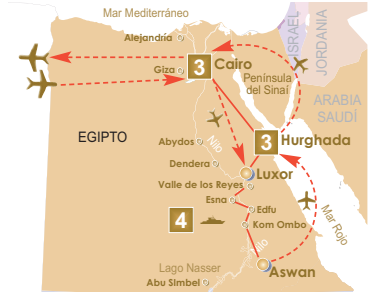 Mar Mediterráneo
Alejandría
ISRAEL
JORDANIA
Giza
3
Cairo
Península
del Sinaí
ARABIA
SAUDÍ
EGIPTO
Nilo
Abydos
3
Hurghada
Dendera
Luxor
Valle de los Reyes
Esna
Edfu
4
Kom Ombo
Mar Rojo
Nilo
Lago Nasser
Aswan
Abu Simbel